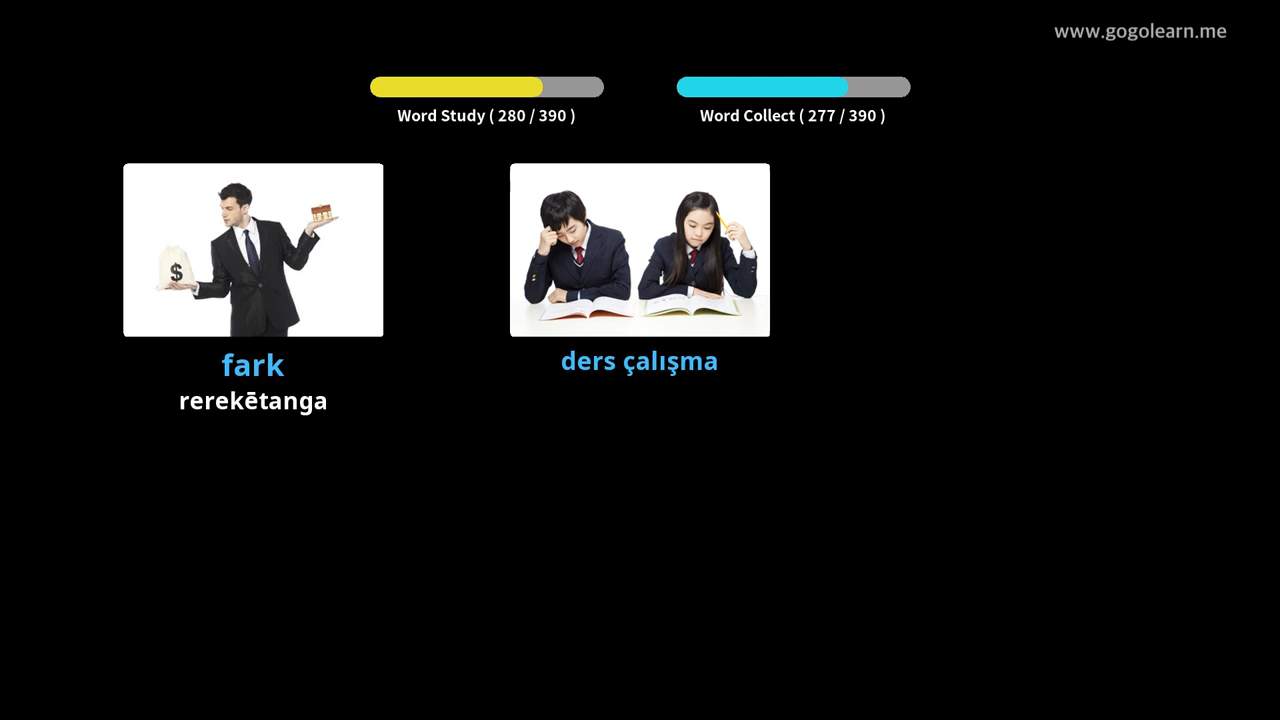 www.gogolearn.me
Word Study ( 280 / 390 )
Word Collect ( 277 / 390 )
$
fark
rerekētanga
ders çalışma